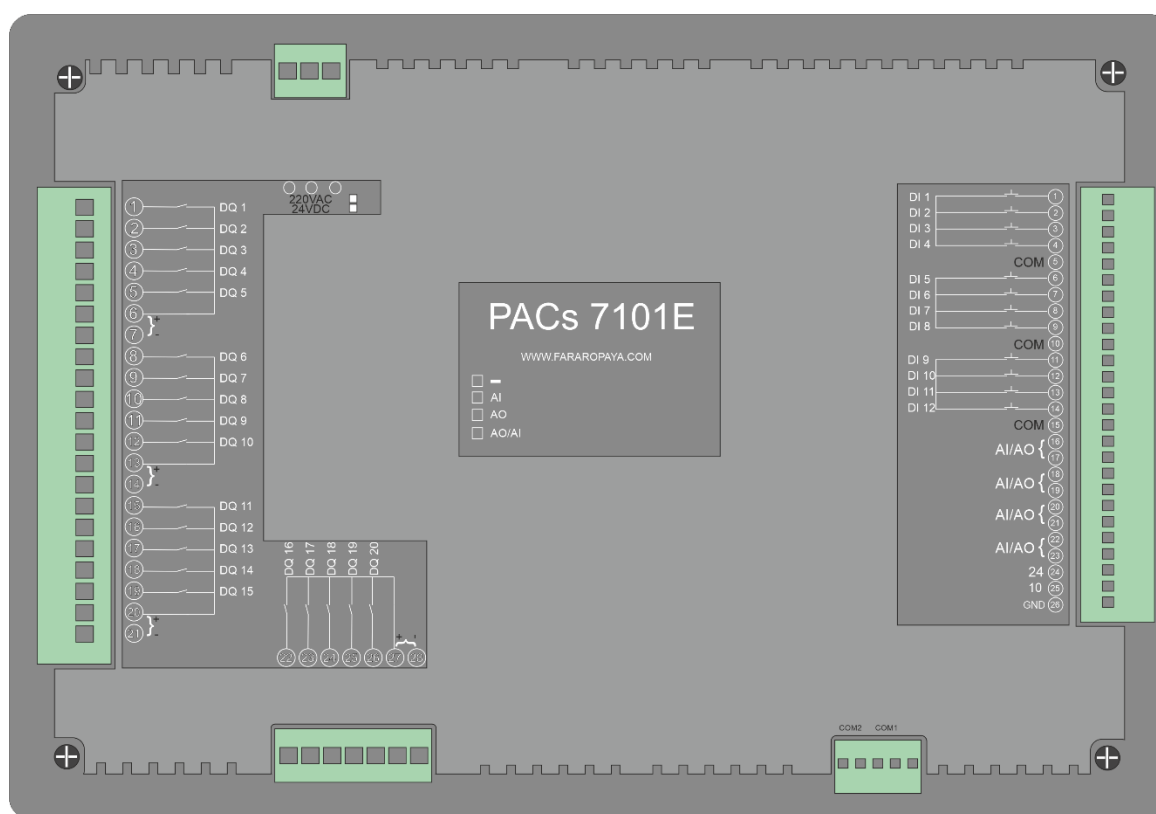 220VAC
24VDC
1 DQ 1
2 DQ 2
3 DQ 3
4 DQ 4
5 DQ 5
6 +
7 -
8 DQ 6
9 DQ 7
10 DQ 8
11 DQ 9
12 DQ 10
13 +
14 -
15 DQ 11
16 DQ 12
17 DQ 13
18 DQ 14
19 DQ 15
20 +
21 -
DQ 16 DQ 17 DQ 18 DQ 19 DQ 20
+ -
22 23 24 25 26 27 28
PACs 7101E
WWW.FARAROPAYA.COM
-
AI
AO
AO/AI
DI 1 1
DI 2 2
DI 3 3
DI 4 4
COM 5
DI 5 6
DI 6 7
DI 7 8
DI 8 9
COM 10
DI 9 11
DI 10 12
DI 11 13
DI 12 14
COM 15
AI/AO { 16
17
AI/AO { 18
19
AI/AO { 20
21
AI/AO { 22
23
24 24
10 25
GND 26
COM2 COM1